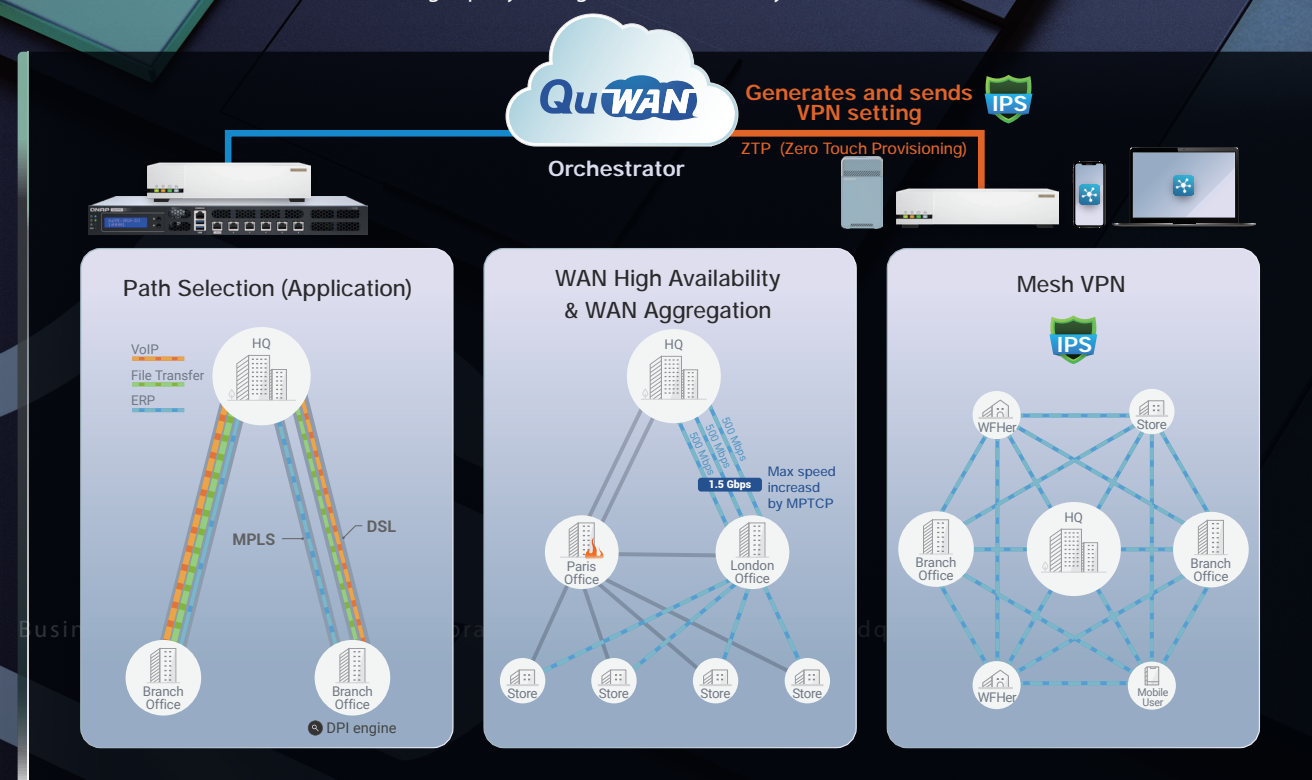 QuWAN
Orchestrator
Generates and sends
VPN setting
IPS
ZTP (Zero Touch Provisioning)
QNAP
Path Selection (Application)
VoIP
File Transfer
ERP
HQ
MPLS
DSL
Branch
Office
Branch
Office
DPI engine
WAN High Availability
& WAN Aggregation
HQ
500 Mbps
500 Mbps
500 Mbps
1.5 Gbps
Max speed
increasd
by MPTCP
Paris
Office
London
Office
Store
Store
Store
Store
Mesh VPN
IPS
WFHer
Store
HQ
Branch
Office
Branch
Office
WFHer
Mobile
User